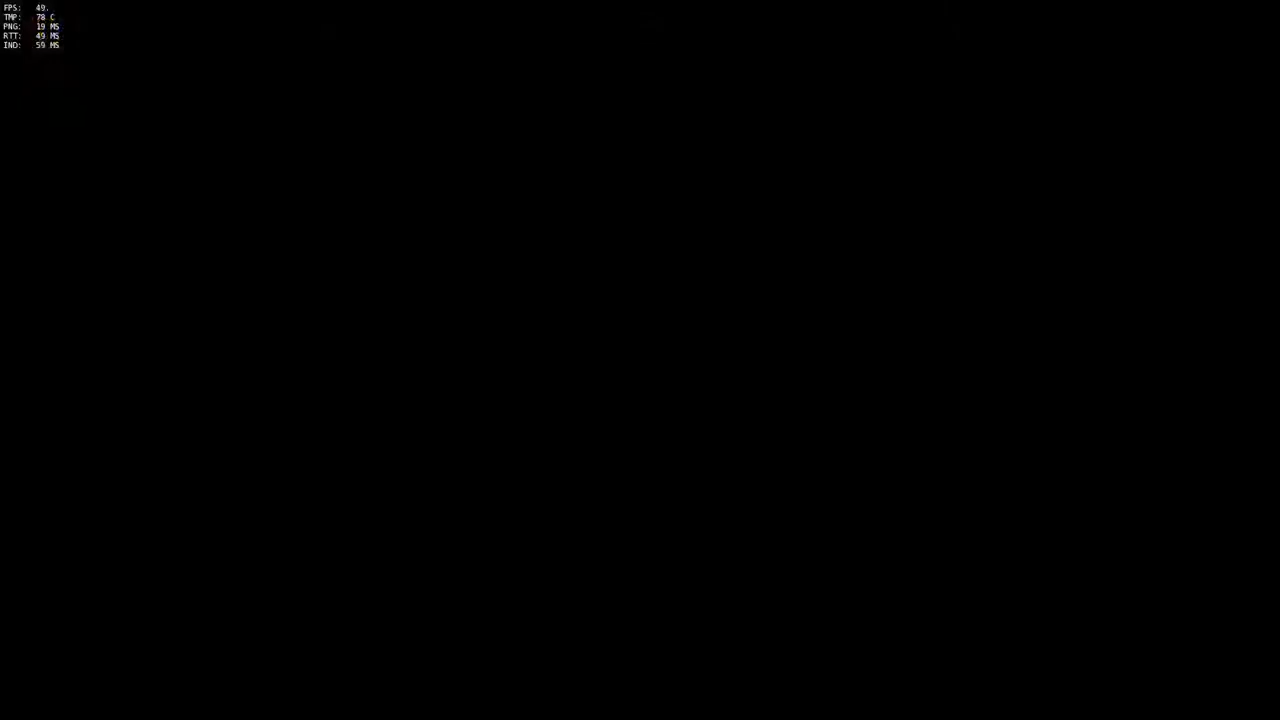 FPS: 49.
TMP: 78 C
PNG: 19 MS
RTT: 49 MS
IND: 59 MS